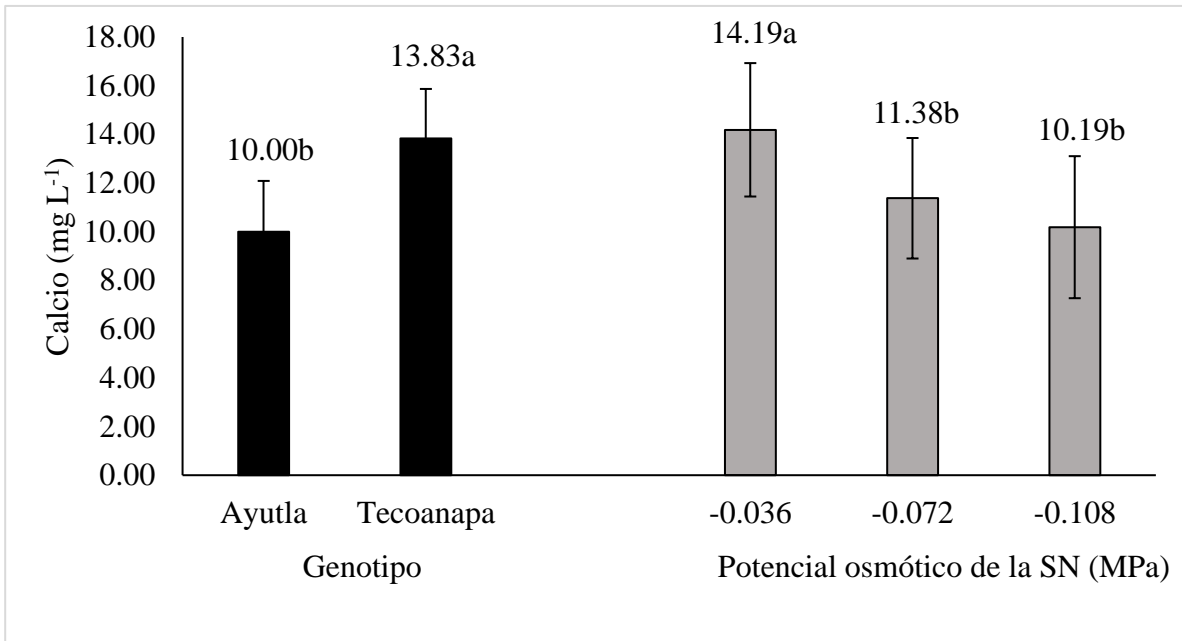 18.00
16.00
14.00
12.00
10.00
8.00
6.00
4.00
2.00
0.00
Calcio (mg L⁻¹)
10.00b
13.83a
14.19a
11.38b
10.19b
Ayutla Tecoanapa -0.036 -0.072 -0.108
Genotipo Potencial osmótico de la SN (MPa)